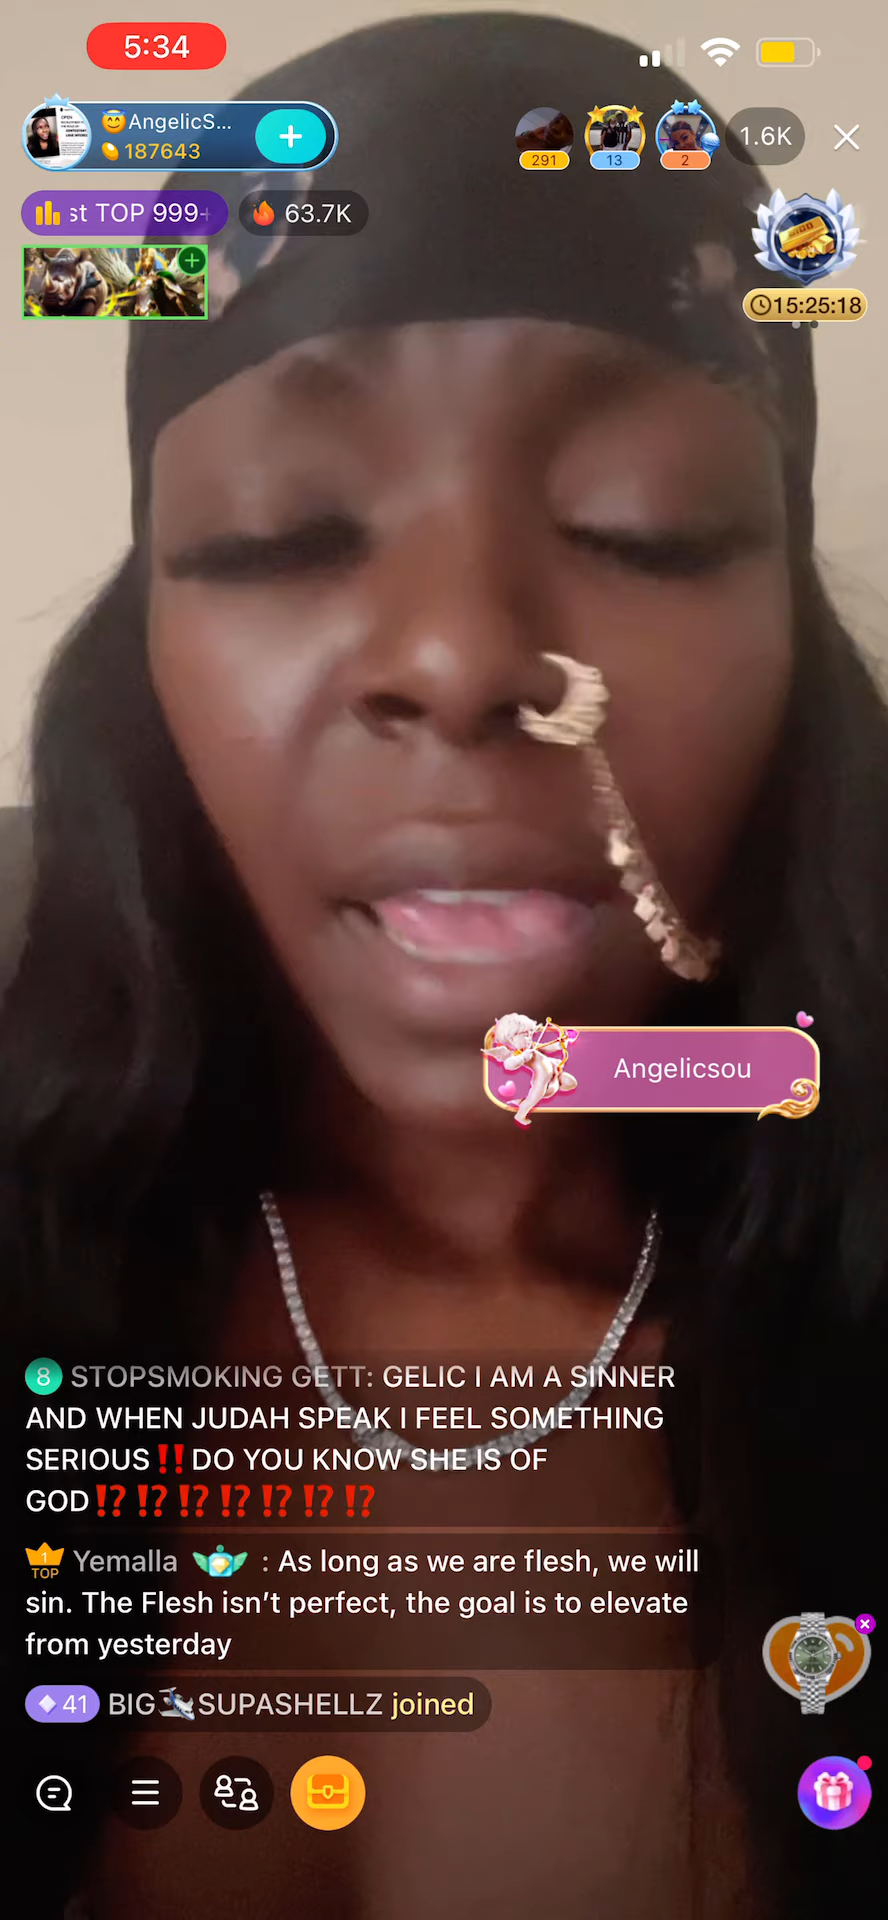 5:34
😇AngelicS...
187643
291
13
2
1.6K
st TOP 999+
63.7K
15:25:18
Angelicsou
8 STOPSMOKING GETT: GELIC I AM A SINNER
AND WHEN JUDAH SPEAK I FEEL SOMETHING
SERIOUS‼️DO YOU KNOW SHE IS OF
GOD⁉️⁉️⁉️⁉️⁉️⁉️⁉️
1 TOP Yemalla : As long as we are flesh, we will
sin. The Flesh isn’t perfect, the goal is to elevate
from yesterday
41 BIG🛩️SUPASHELLZ joined